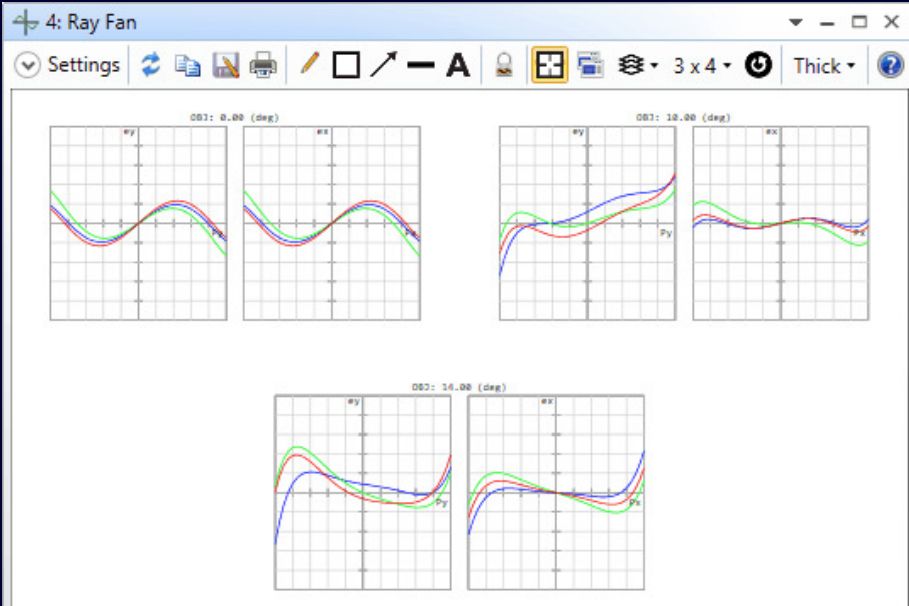 4: Ray Fan
Settings A 3 x 4 Thick ?
OBJ: 0.00 (deg)
ey ex
Px
OBJ: 10.00 (deg)
ey ex
Py Px
OBJ: 14.00 (deg)
ey ex
Py Px